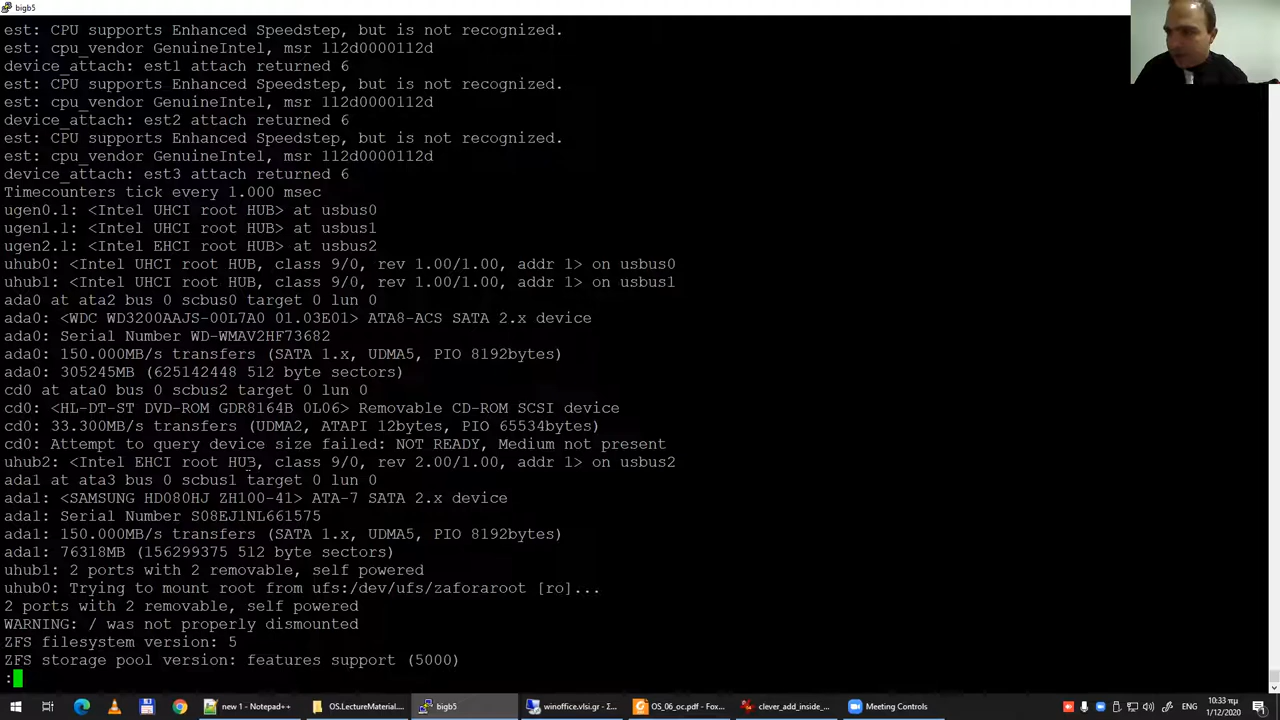 bigb5
est: CPU supports Enhanced Speedstep, but is not recognized.
est: cpu_vendor GenuineIntel, msr 112d0000112d
device_attach: est1 attach returned 6
est: CPU supports Enhanced Speedstep, but is not recognized.
est: cpu_vendor GenuineIntel, msr 112d0000112d
device_attach: est2 attach returned 6
est: CPU supports Enhanced Speedstep, but is not recognized.
est: cpu_vendor GenuineIntel, msr 112d0000112d
device_attach: est3 attach returned 6
Timecounters tick every 1.000 msec
ugen0.1: <Intel UHCI root HUB> at usbus0
ugen1.1: <Intel UHCI root HUB> at usbus1
ugen2.1: <Intel EHCI root HUB> at usbus2
uhub0: <Intel UHCI root HUB, class 9/0, rev 1.00/1.00, addr 1> on usbus0
uhub1: <Intel UHCI root HUB, class 9/0, rev 1.00/1.00, addr 1> on usbus1
ada0 at ata2 bus 0 scbus0 target 0 lun 0
ada0: <WDC WD3200AAJS-00L7A0 01.03E01> ATA8-ACS SATA 2.x device
ada0: Serial Number WD-WMAV2HF73682
ada0: 150.000MB/s transfers (SATA 1.x, UDMA5, PIO 8192bytes)
ada0: 305245MB (625142448 512 byte sectors)
cd0 at ata0 bus 0 scbus2 target 0 lun 0
cd0: <HL-DT-ST DVD-ROM GDR8164B 0L06> Removable CD-ROM SCSI device
cd0: 33.300MB/s transfers (UDMA2, ATAPI 12bytes, PIO 65534bytes)
cd0: Attempt to query device size failed: NOT READY, Medium not present
uhub2: <Intel EHCI root HUB, class 9/0, rev 2.00/1.00, addr 1> on usbus2
ada1 at ata3 bus 0 scbus1 target 0 lun 0
ada1: <SAMSUNG HD080HJ ZH100-41> ATA-7 SATA 2.x device
ada1: Serial Number S08EJ1NL661575
ada1: 150.000MB/s transfers (SATA 1.x, UDMA5, PIO 8192bytes)
ada1: 76318MB (156299375 512 byte sectors)
uhub1: 2 ports with 2 removable, self powered
uhub0: Trying to mount root from ufs:/dev/ufs/zaforaroot [ro]...
2 ports with 2 removable, self powered
WARNING: / was not properly dismounted
ZFS filesystem version: 5
ZFS storage pool version: features support (5000)
:
new 1 - Notepad++ OS.LectureMaterial... bigb5 winoffice.vlsi.gr - Σ... OS_06_oc.pdf - Fox... clever_add_inside_... Meeting Controls ENG 10:33 πμ
1/12/2020